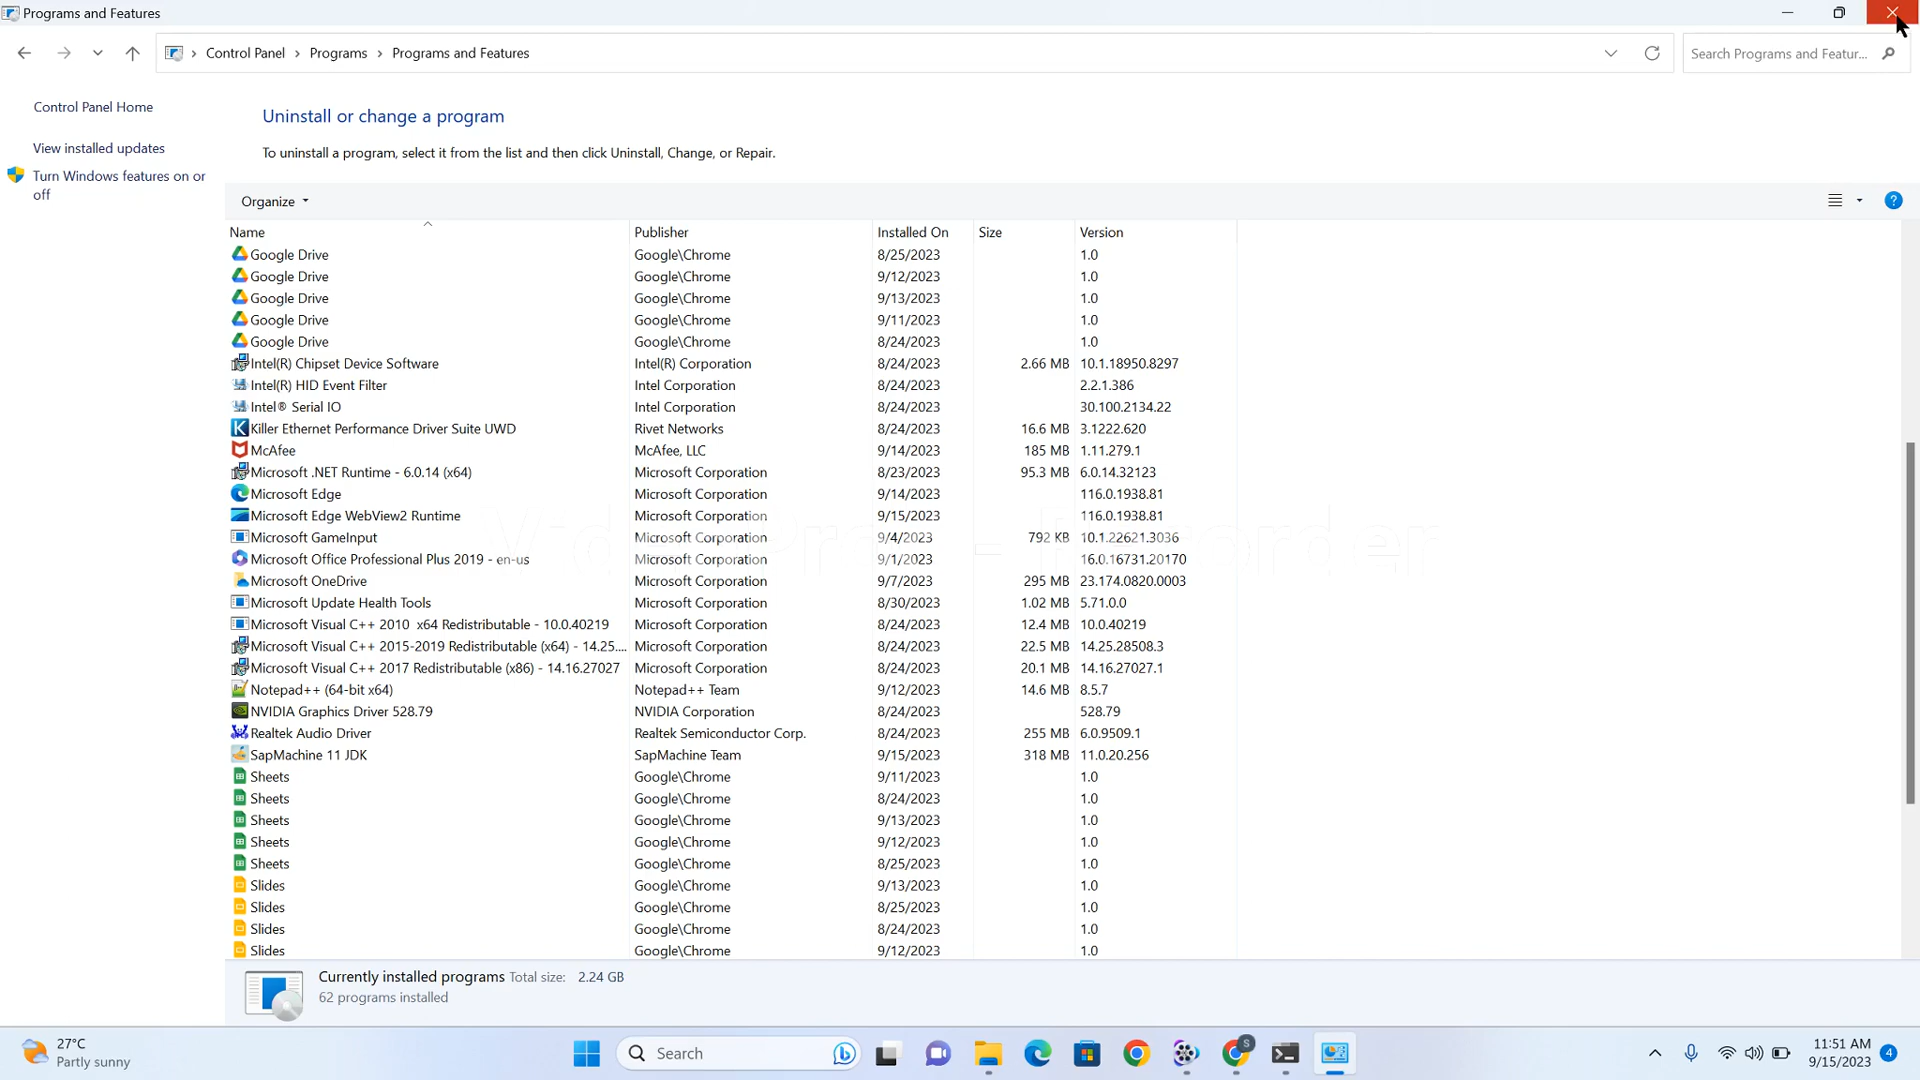 Programs and Features
Control Panel › Programs › Programs and Features
Search Programs and Featur...
Control Panel Home
View installed updates
Turn Windows features on or
off
Uninstall or change a program
To uninstall a program, select it from the list and then click Uninstall, Change, or Repair.
Organize
Name Publisher Installed On Size Version
Google Drive Google\Chrome 8/25/2023 1.0
Google Drive Google\Chrome 9/12/2023 1.0
Google Drive Google\Chrome 9/13/2023 1.0
Google Drive Google\Chrome 9/11/2023 1.0
Google Drive Google\Chrome 8/24/2023 1.0
Intel(R) Chipset Device Software Intel(R) Corporation 8/24/2023 2.66 MB 10.1.18950.8297
Intel(R) HID Event Filter Intel Corporation 8/24/2023 2.2.1.386
Intel® Serial IO Intel Corporation 8/24/2023 30.100.2134.22
Killer Ethernet Performance Driver Suite UWD Rivet Networks 8/24/2023 16.6 MB 3.1222.620
McAfee McAfee, LLC 9/14/2023 185 MB 1.11.279.1
Microsoft .NET Runtime - 6.0.14 (x64) Microsoft Corporation 8/23/2023 95.3 MB 6.0.14.32123
Microsoft Edge Microsoft Corporation 9/14/2023 116.0.1938.81
Microsoft Edge WebView2 Runtime Microsoft Corporation 9/15/2023 116.0.1938.81
Microsoft GameInput Microsoft Corporation 9/4/2023 792 KB 10.1.22621.3036
Microsoft Office Professional Plus 2019 - en-us Microsoft Corporation 9/1/2023 16.0.16731.20170
Microsoft OneDrive Microsoft Corporation 9/7/2023 295 MB 23.174.0820.0003
Microsoft Update Health Tools Microsoft Corporation 8/30/2023 1.02 MB 5.71.0.0
Microsoft Visual C++ 2010 x64 Redistributable - 10.0.40219 Microsoft Corporation 8/24/2023 12.4 MB 10.0.40219
Microsoft Visual C++ 2015-2019 Redistributable (x64) - 14.25.... Microsoft Corporation 8/24/2023 22.5 MB 14.25.28508.3
Microsoft Visual C++ 2017 Redistributable (x86) - 14.16.27027 Microsoft Corporation 8/24/2023 20.1 MB 14.16.27027.1
Notepad++ (64-bit x64) Notepad++ Team 9/12/2023 14.6 MB 8.5.7
NVIDIA Graphics Driver 528.79 NVIDIA Corporation 8/24/2023 528.79
Realtek Audio Driver Realtek Semiconductor Corp. 8/24/2023 255 MB 6.0.9509.1
SapMachine 11 JDK SapMachine Team 9/15/2023 318 MB 11.0.20.256
Sheets Google\Chrome 9/11/2023 1.0
Sheets Google\Chrome 8/24/2023 1.0
Sheets Google\Chrome 9/13/2023 1.0
Sheets Google\Chrome 9/12/2023 1.0
Sheets Google\Chrome 8/25/2023 1.0
Slides Google\Chrome 9/13/2023 1.0
Slides Google\Chrome 8/25/2023 1.0
Slides Google\Chrome 8/24/2023 1.0
Slides Google\Chrome 9/12/2023 1.0
Currently installed programs Total size: 2.24 GB
62 programs installed
27°C
Partly sunny
Search
S
11:51 AM
9/15/2023
4